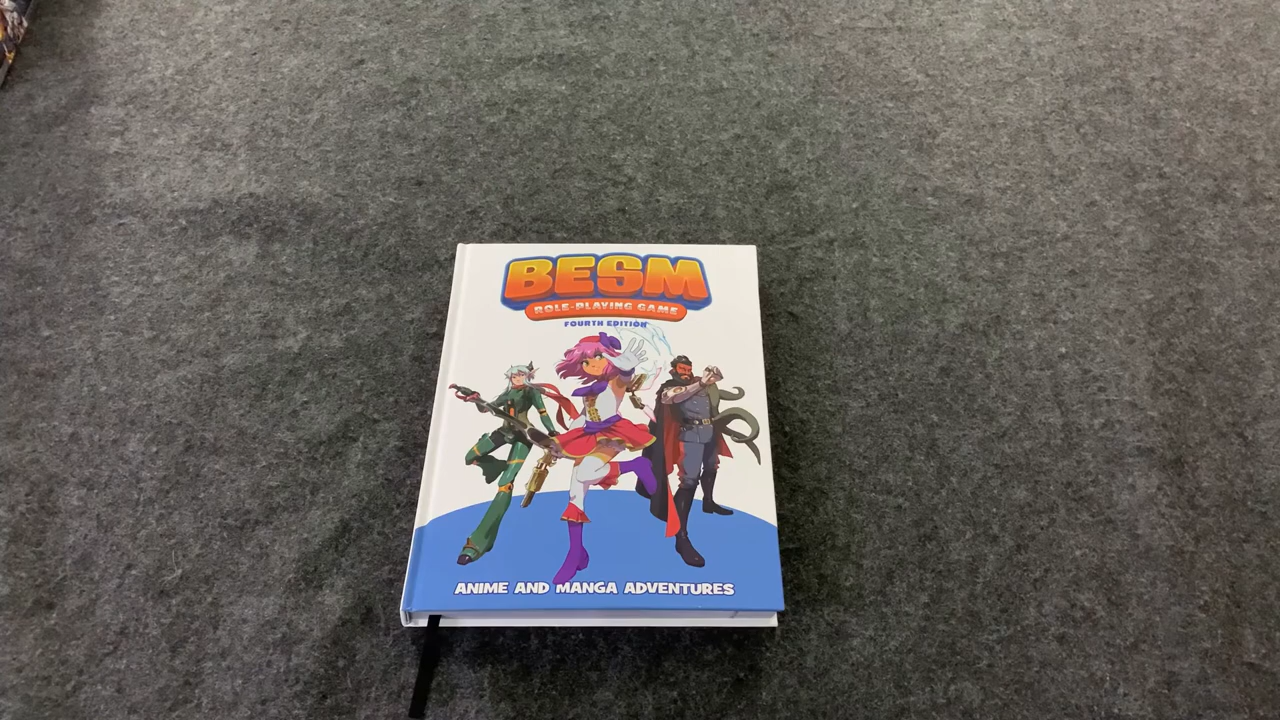 BESM
ROLE-PLAYING GAME
FOURTH EDITION
ANIME AND MANGA ADVENTURES